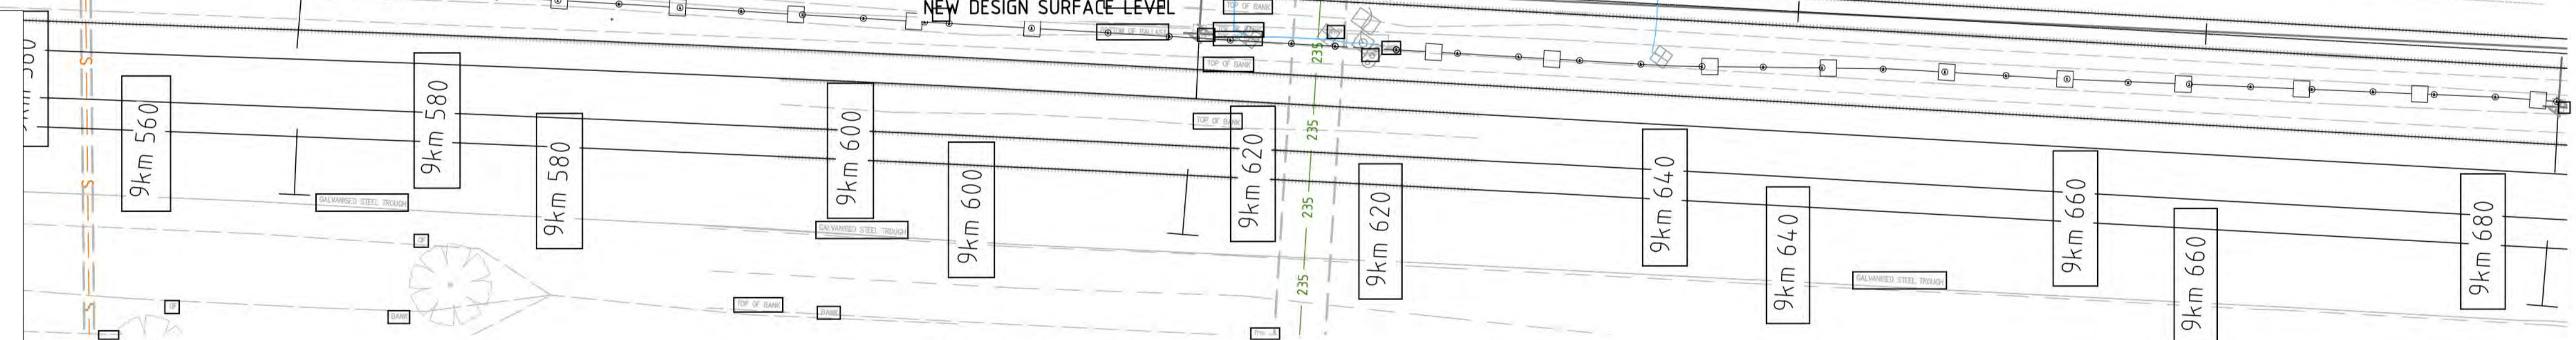 NEW DESIGN SURFACE LEVEL
TOP OF BANK
TOP OF BANK
TOP OF BANK
235
235
235
235
9km 560
9km 580
9km 580
9km 600
9km 600
9km 620
9km 620
9km 640
9km 640
9km 660
9km 660
9km 680
GALVANISED STEEL TROUGH
GALVANISED STEEL TROUGH
GALVANISED STEEL TROUGH
S
S
S
TOP OF BANK
BANK
BANK